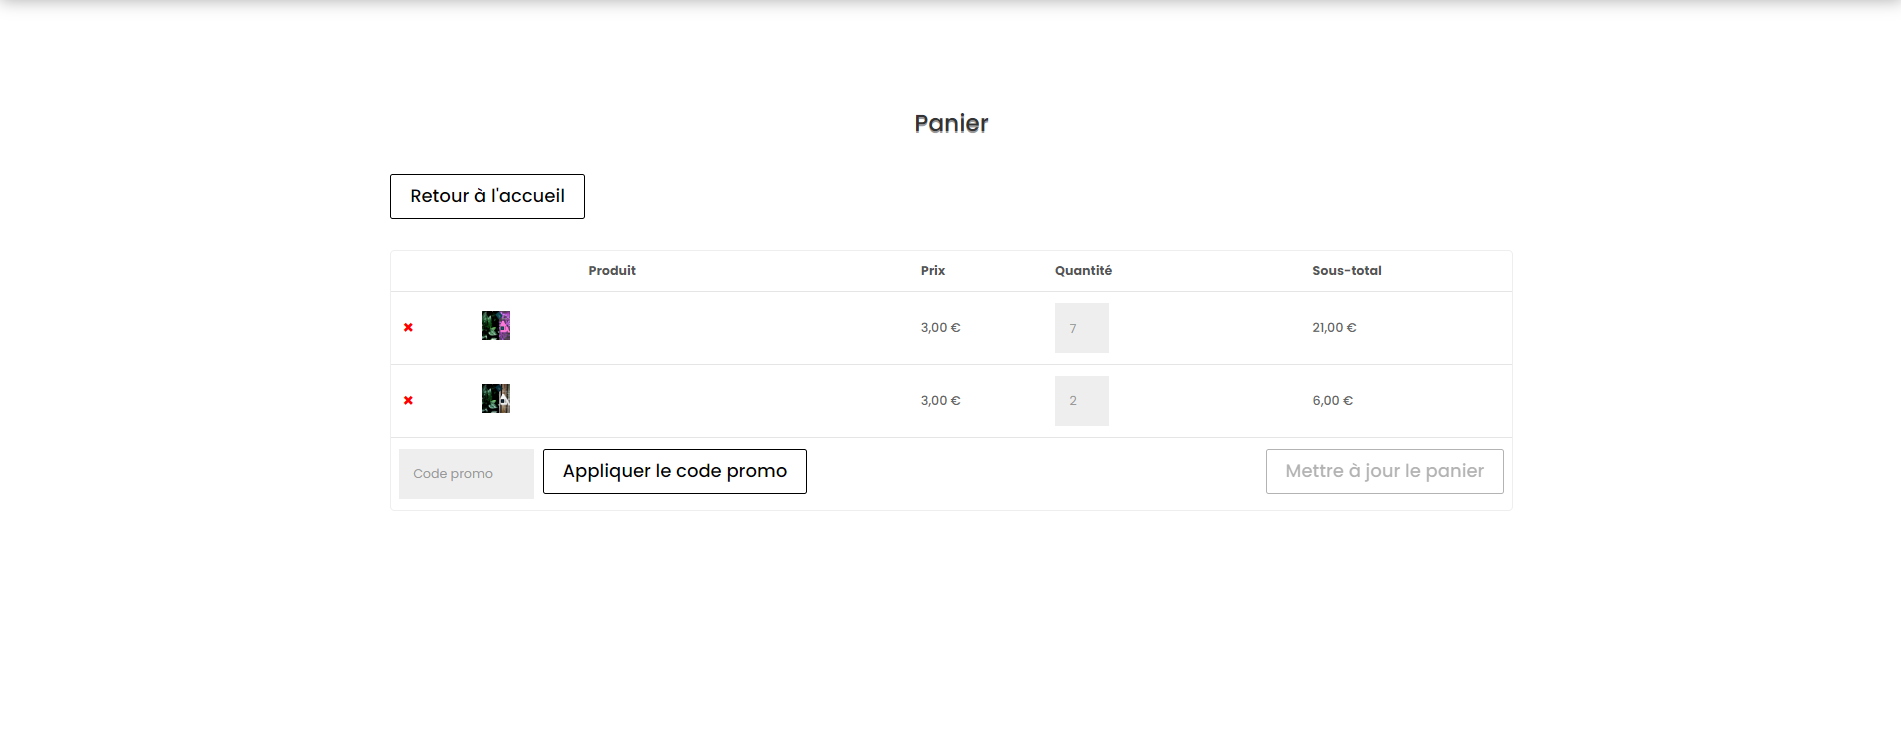 Panier
Retour à l'accueil
Produit Prix Quantité Sous-total
× 3,00 € 7 21,00 €
× 3,00 € 2 6,00 €
Code promo Appliquer le code promo Mettre à jour le panier